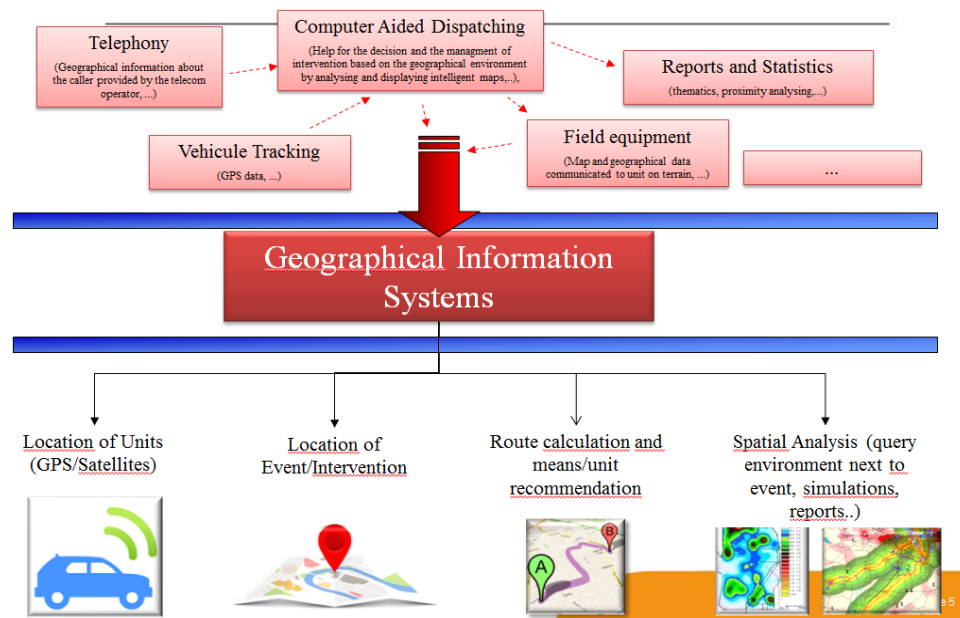 Telephony
(Geographical information about
the caller provided by the telecom
operator, ...)
Computer Aided Dispatching
(Help for the decision and the managment of
intervention based on the geographical environment
by analysing and displaying intelligent maps,..),
Reports and Statistics
(thematics, proximity analysing,...)
Vehicule Tracking
(GPS data, ...)
Field equipment
(Map and geographical data
communicated to unit on terrain, ...)
...
Geographical Information
Systems
Location of Units
(GPS/Satellites)
Location of
Event/Intervention
Route calculation and
means/unit
recommendation
Spatial Analysis (query
environment next to
event, simulations,
reports..)
A
B
e 5